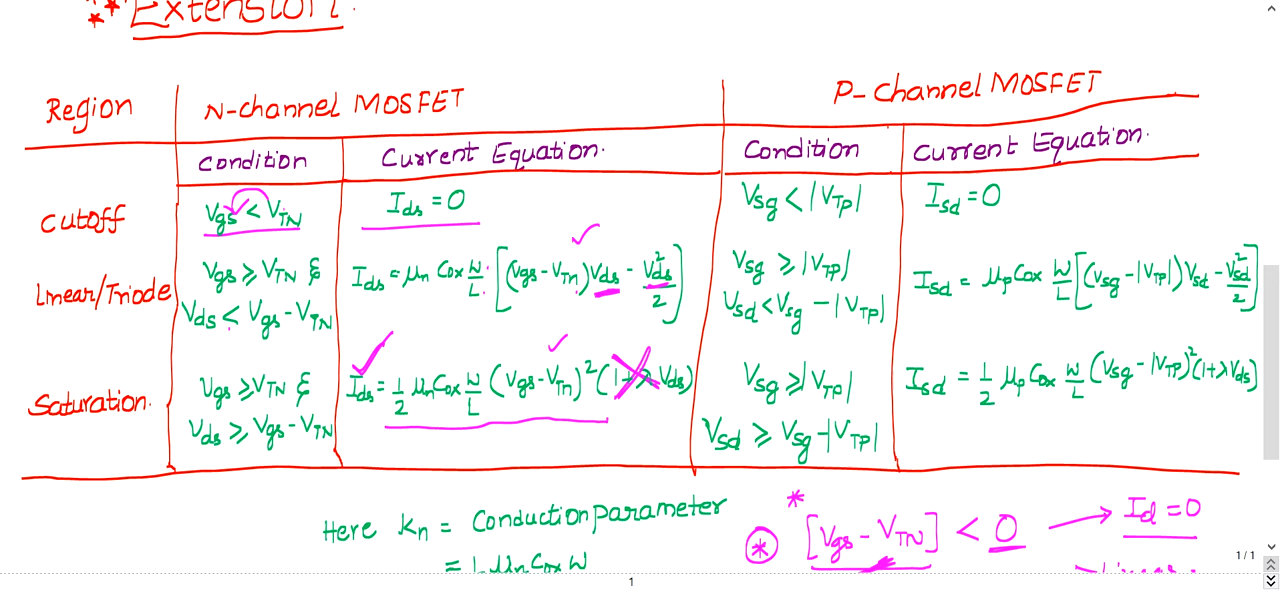 ** Extension.
Region N-channel MOSFET P-Channel MOSFET
Condition Current Equation. Condition Current Equation.
Cutoff Vgs < VTN Ids = 0 Vsg < |VTP| Isd = 0
Linear/Triode Vgs ≥ VTN & Ids = μn Cox W/L [(Vgs - VTn)Vds - Vds²/2] Vsg ≥ |VTP| Isd = μp Cox W/L [(Vsg - |VTP|)Vsd - Vsd²/2]
Vds < Vgs - VTN Vsd < Vsg - |VTP|
Saturation. Vgs ≥ VTN & Ids = 1/2 μn Cox W/L (Vgs - VTn)² (1+λVds) Vsg ≥ |VTP| Isd = 1/2 μp Cox W/L (Vsg - |VTP|)² (1+λVds)
Vds ≥ Vgs - VTN Vsd ≥ Vsg - |VTP|
Here Kn = Conduction parameter * [Vgs - VTN] < 0 → Id = 0
*
1 / 1
1